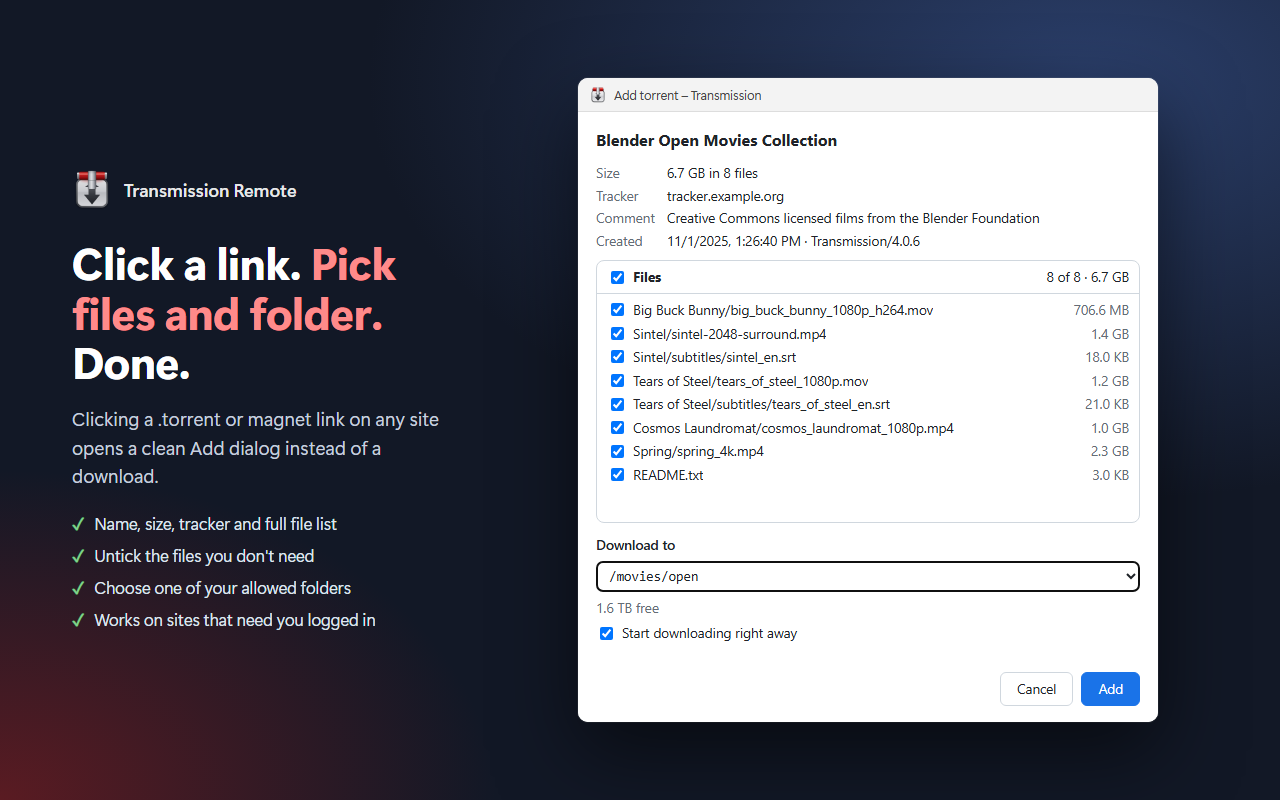 Transmission Remote
Click a link. Pick
files and folder.
Done.
Clicking a .torrent or magnet link on any site
opens a clean Add dialog instead of a
download.
✓ Name, size, tracker and full file list
✓ Untick the files you don't need
✓ Choose one of your allowed folders
✓ Works on sites that need you logged in
Add torrent – Transmission
Blender Open Movies Collection
Size 6.7 GB in 8 files
Tracker tracker.example.org
Comment Creative Commons licensed films from the Blender Foundation
Created 11/1/2025, 1:26:40 PM · Transmission/4.0.6
Files 8 of 8 · 6.7 GB
Big Buck Bunny/big_buck_bunny_1080p_h264.mov 706.6 MB
Sintel/sintel-2048-surround.mp4 1.4 GB
Sintel/subtitles/sintel_en.srt 18.0 KB
Tears of Steel/tears_of_steel_1080p.mov 1.2 GB
Tears of Steel/subtitles/tears_of_steel_en.srt 21.0 KB
Cosmos Laundromat/cosmos_laundromat_1080p.mp4 1.0 GB
Spring/spring_4k.mp4 2.3 GB
README.txt 3.0 KB
Download to
/movies/open
1.6 TB free
Start downloading right away
Cancel Add